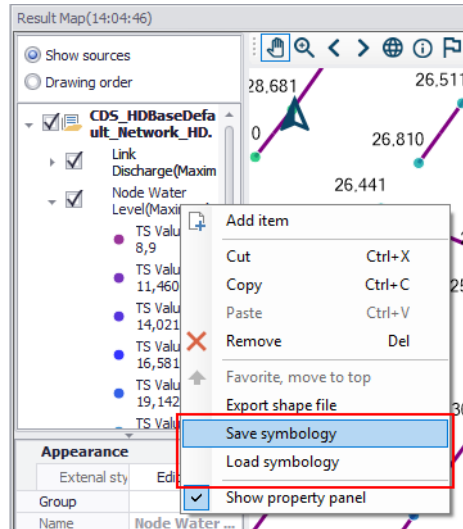 Result Map(14:04:46)
Show sources
Drawing order
CDS_HDBaseDefa
ult_Network_HD.
Link
Discharge(Maxim
Node Water
Level(Maxi
TS Valu
8,9
TS Valu
11,460
TS Valu
14,021
TS Valu
16,581
TS Valu
19,142
TS Valu
28,681
26,511
0
26,810
26,441
Add item
Cut Ctrl+X
Copy Ctrl+C
Paste Ctrl+V
Remove Del
Favorite, move to top
Export shape file
Save symbology
Load symbology
Show property panel
Appearance
Extenal sty Edi
Group
Name Node Water ...